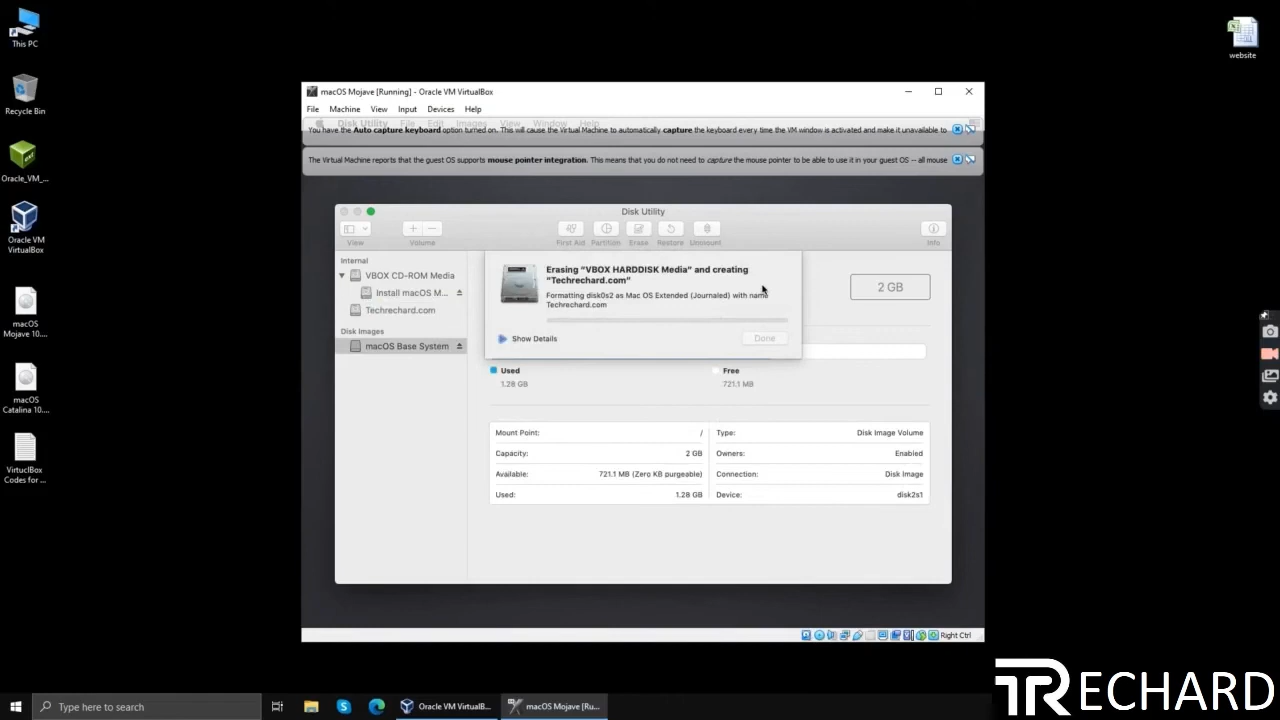 This PC
website
Recycle Bin
macOS Mojave [Running] - Oracle VM VirtualBox
File Machine View Input Devices Help
Disk Utility File Edit Images View Window Help
You have the Auto capture keyboard option turned on. This will cause the Virtual Machine to automatically capture the keyboard every time the VM window is activated and make it unavailable to
The Virtual Machine reports that the guest OS supports mouse pointer integration. This means that you do not need to capture the mouse pointer to be able to use it in your guest OS -- all mouse
Oracle_VM_...
Oracle VM
VirtualBox
Disk Utility
View Volume First Aid Partition Erase Restore Unmount Info
Internal
VBOX CD-ROM Media
Install macOS M...
Techrechard.com
Disk Images
macOS Base System
Erasing “VBOX HARDDISK Media” and creating
“Techrechard.com”
Formatting disk0s2 as Mac OS Extended (Journaled) with name
Techrechard.com
Show Details
Done
2 GB
Used
1.28 GB
Free
721.1 MB
Mount Point: /
Capacity: 2 GB
Available: 721.1 MB (Zero KB purgeable)
Used: 1.28 GB
Type: Disk Image Volume
Owners: Enabled
Connection: Disk Image
Device: disk2s1
macOS
Mojave 10....
macOS
Catalina 10....
VirtuclBox
Codes for ...
Right Ctrl
Type here to search
Oracle VM VirtualB...
macOS Mojave [Ru...
TRECHARD